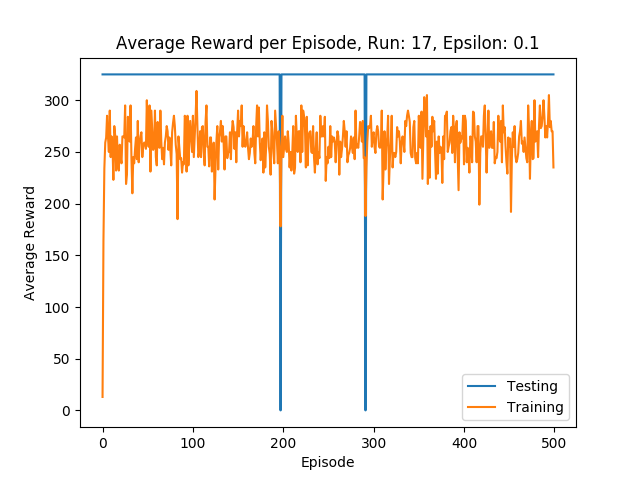 Average Reward per Episode, Run: 17, Epsilon: 0.1
Average Reward
300
250
200
150
100
50
0
0 100 200 300 400 500
Episode
Testing
Training